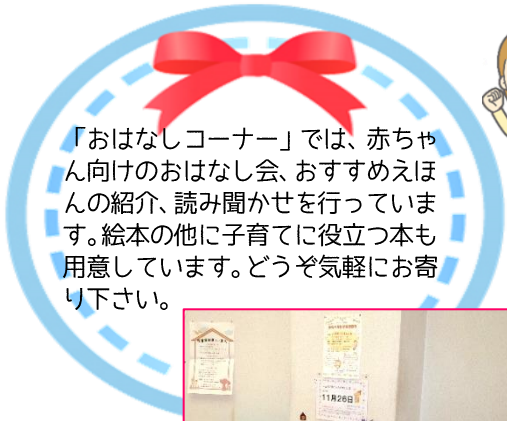 「おはなしコーナー」では、赤ちゃ
ん向けのおはなし会、おすすめえほ
んの紹介、読み聞かせを行っていま
す。絵本の他に子育てに役立つ本も
用意しています。どうぞ気軽にお寄
り下さい。
11月26日